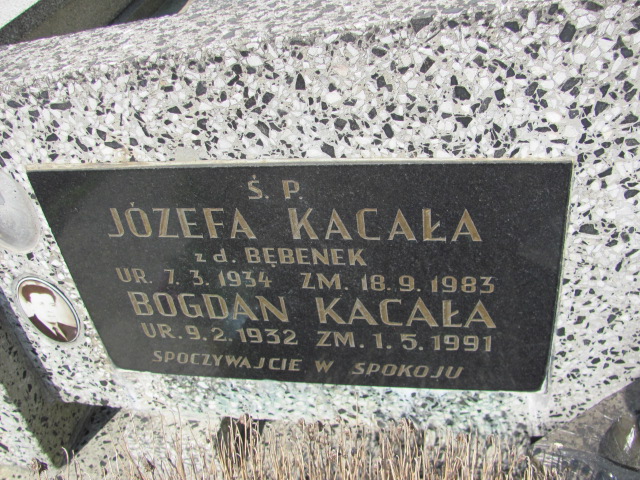 Ś. P.
JÓZEFA KACAŁA
z d. BĘBENEK
UR. 7.3.1934 ZM. 18.9.1983
BOGDAN KACAŁA
UR. 9.2.1932 ZM. 1.5.1991
SPOCZYWAJCIE W SPOKOJU